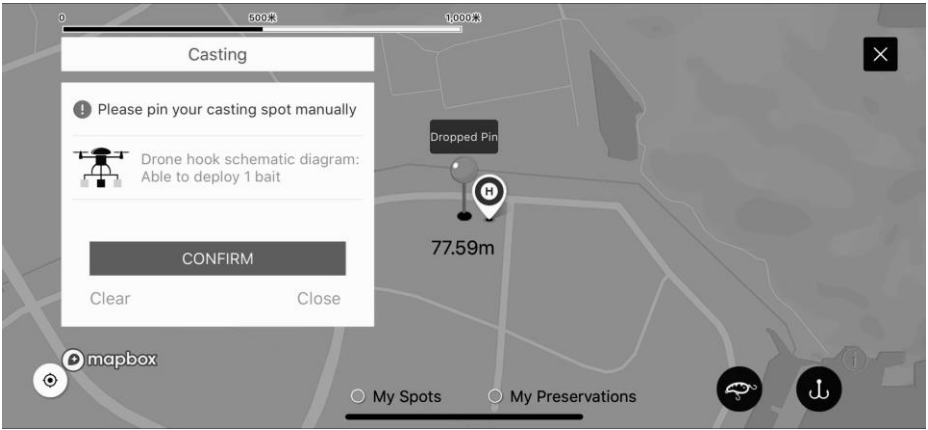 0 500米 1,000米
Casting
Please pin your casting spot manually
Drone hook schematic diagram:
Able to deploy 1 bait
CONFIRM
Clear Close
Dropped Pin
H
77.59m
mapbox
My Spots My Preservations